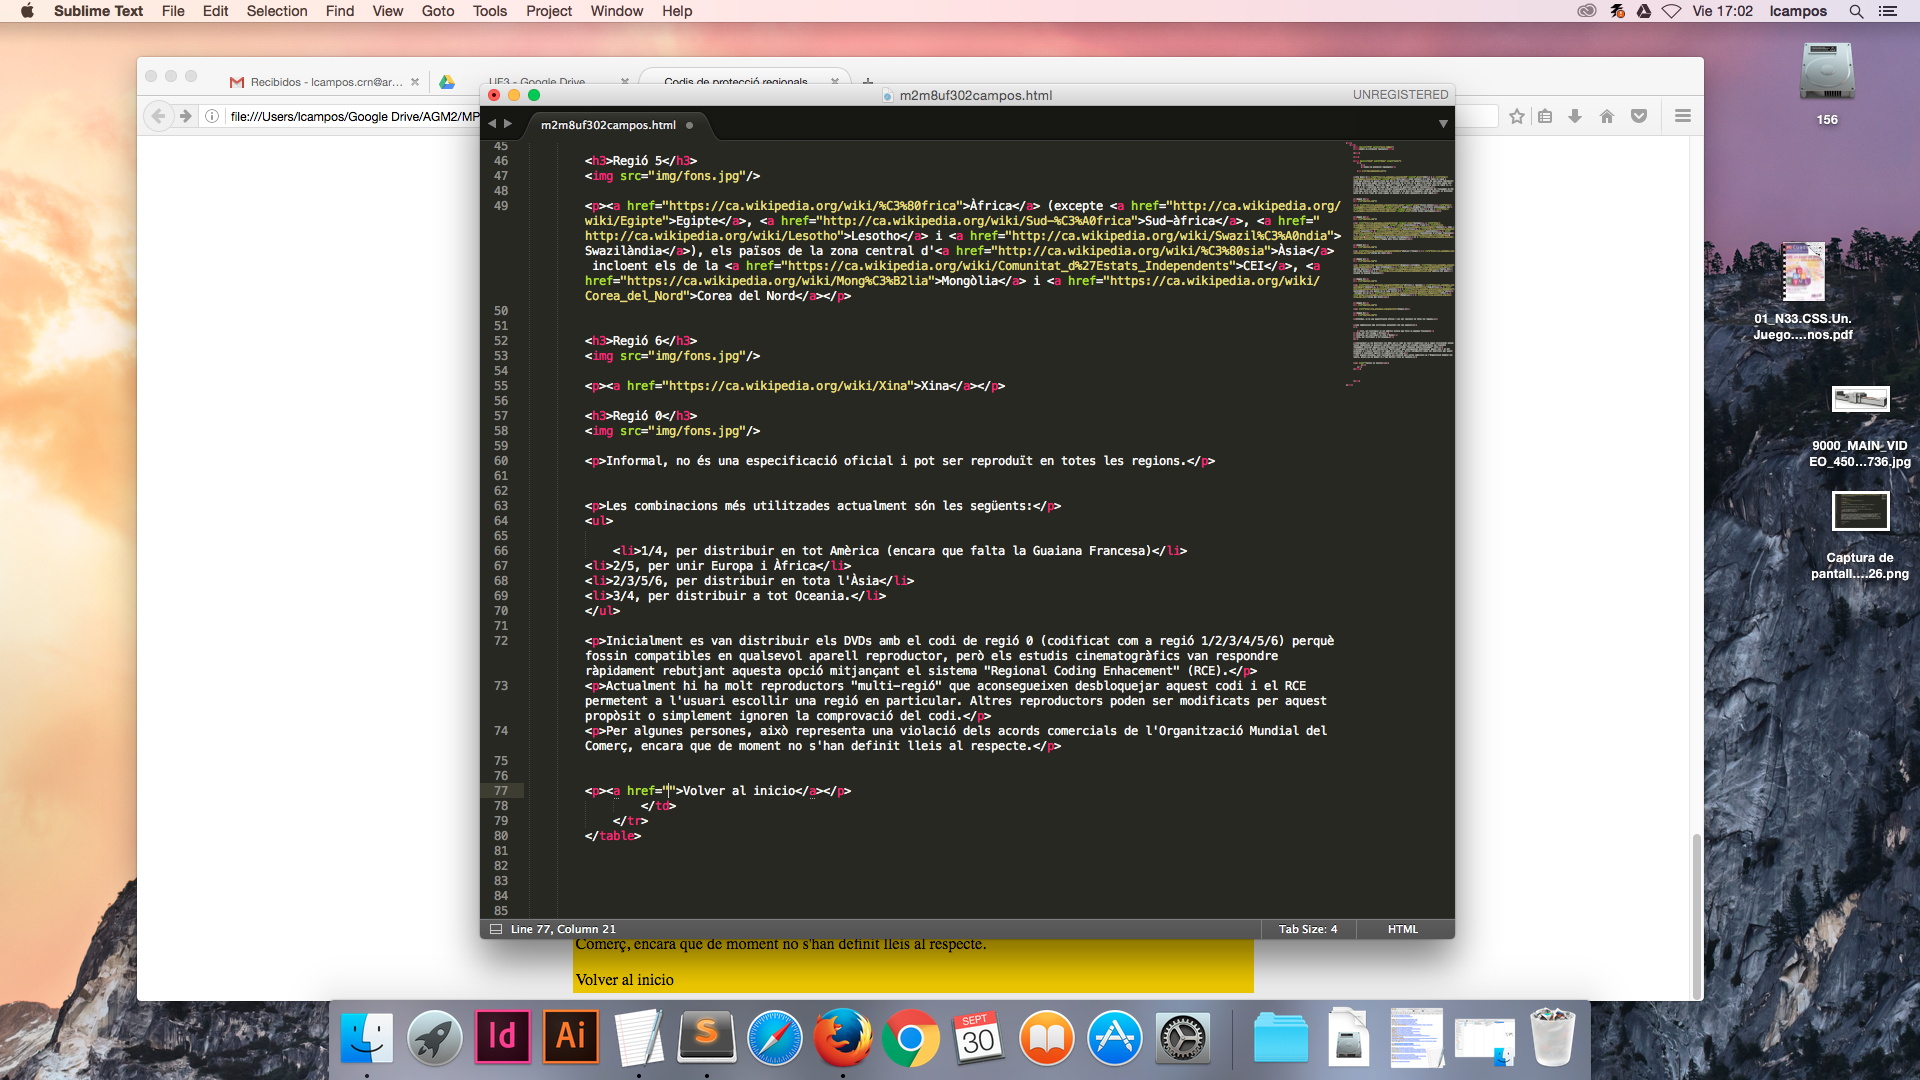 Sublime Text File Edit Selection Find View Goto Tools Project Window Help
Vie 17:02 lcampos
Recibidos - lcampos.crn@ar...
UF3 - Google Drive
Codis de protecció regionals
file:///Users/lcampos/Google Drive/AGM2/MP
m2m8uf302campos.html
UNREGISTERED
m2m8uf302campos.html
45
46 <h3>Regió 5</h3>
47 <img src="img/fons.jpg"/>
48
49 <p><a href="https://ca.wikipedia.org/wiki/%C3%80frica">Àfrica</a> (excepte <a href="http://ca.wikipedia.org/
wiki/Egipte">Egipte</a>, <a href="http://ca.wikipedia.org/wiki/Sud-%C3%A0frica">Sud-àfrica</a>, <a href="
http://ca.wikipedia.org/wiki/Lesotho">Lesotho</a> i <a href="http://ca.wikipedia.org/wiki/Swazil%C3%A0ndia">
Swazilàndia</a>), els països de la zona central d'<a href="http://ca.wikipedia.org/wiki/%C3%80sia">Àsia</a>
incloent els de la <a href="https://ca.wikipedia.org/wiki/Comunitat_d%27Estats_Independents">CEI</a>, <a
href="https://ca.wikipedia.org/wiki/Mong%C3%B2lia">Mongòlia</a> i <a href="https://ca.wikipedia.org/wiki/
Corea_del_Nord">Corea del Nord</a></p>
50
51
52 <h3>Regió 6</h3>
53 <img src="img/fons.jpg"/>
54
55 <p><a href="https://ca.wikipedia.org/wiki/Xina">Xina</a></p>
56
57 <h3>Regió 0</h3>
58 <img src="img/fons.jpg"/>
59
60 <p>Informal, no és una especificació oficial i pot ser reproduït en totes les regions.</p>
61
62
63 <p>Les combinacions més utilitzades actualment són les següents:</p>
64 <ul>
65
66 <li>1/4, per distribuir en tot Amèrica (encara que falta la Guaiana Francesa)</li>
67 <li>2/5, per unir Europa i Àfrica</li>
68 <li>2/3/5/6, per distribuir en tota l'Àsia</li>
69 <li>3/4, per distribuir a tot Oceania.</li>
70 </ul>
71
72 <p>Inicialment es van distribuir els DVDs amb el codi de regió 0 (codificat com a regió 1/2/3/4/5/6) perquè
fossin compatibles en qualsevol aparell reproductor, però els estudis cinematogràfics van respondre
ràpidament rebutjant aquesta opció mitjançant el sistema "Regional Coding Enhacement" (RCE).</p>
73 <p>Actualment hi ha molt reproductors "multi-regió" que aconsegueixen desbloquejar aquest codi i el RCE
permetent a l'usuari escollir una regió en particular. Altres reproductors poden ser modificats per aquest
propòsit o simplement ignoren la comprovació del codi.</p>
74 <p>Per algunes persones, això representa una violació dels acords comercials de l'Organització Mundial del
Comerç, encara que de moment no s'han definit lleis al respecte.</p>
75
76
77 <p><a href="">Volver al inicio</a></p>
78 </td>
79 </tr>
80 </table>
81
82
83
84
85
Line 77, Column 21
Tab Size: 4
HTML
Comerç, encara que de moment no s'han definit lleis al respecte.
Volver al inicio
156
01_N33.CSS.Un.
Juego....nos.pdf
9000_MAIN_VID
EO_450...736.jpg
Captura de
pantall....26.png
Id
Ai
S
SEPT
30